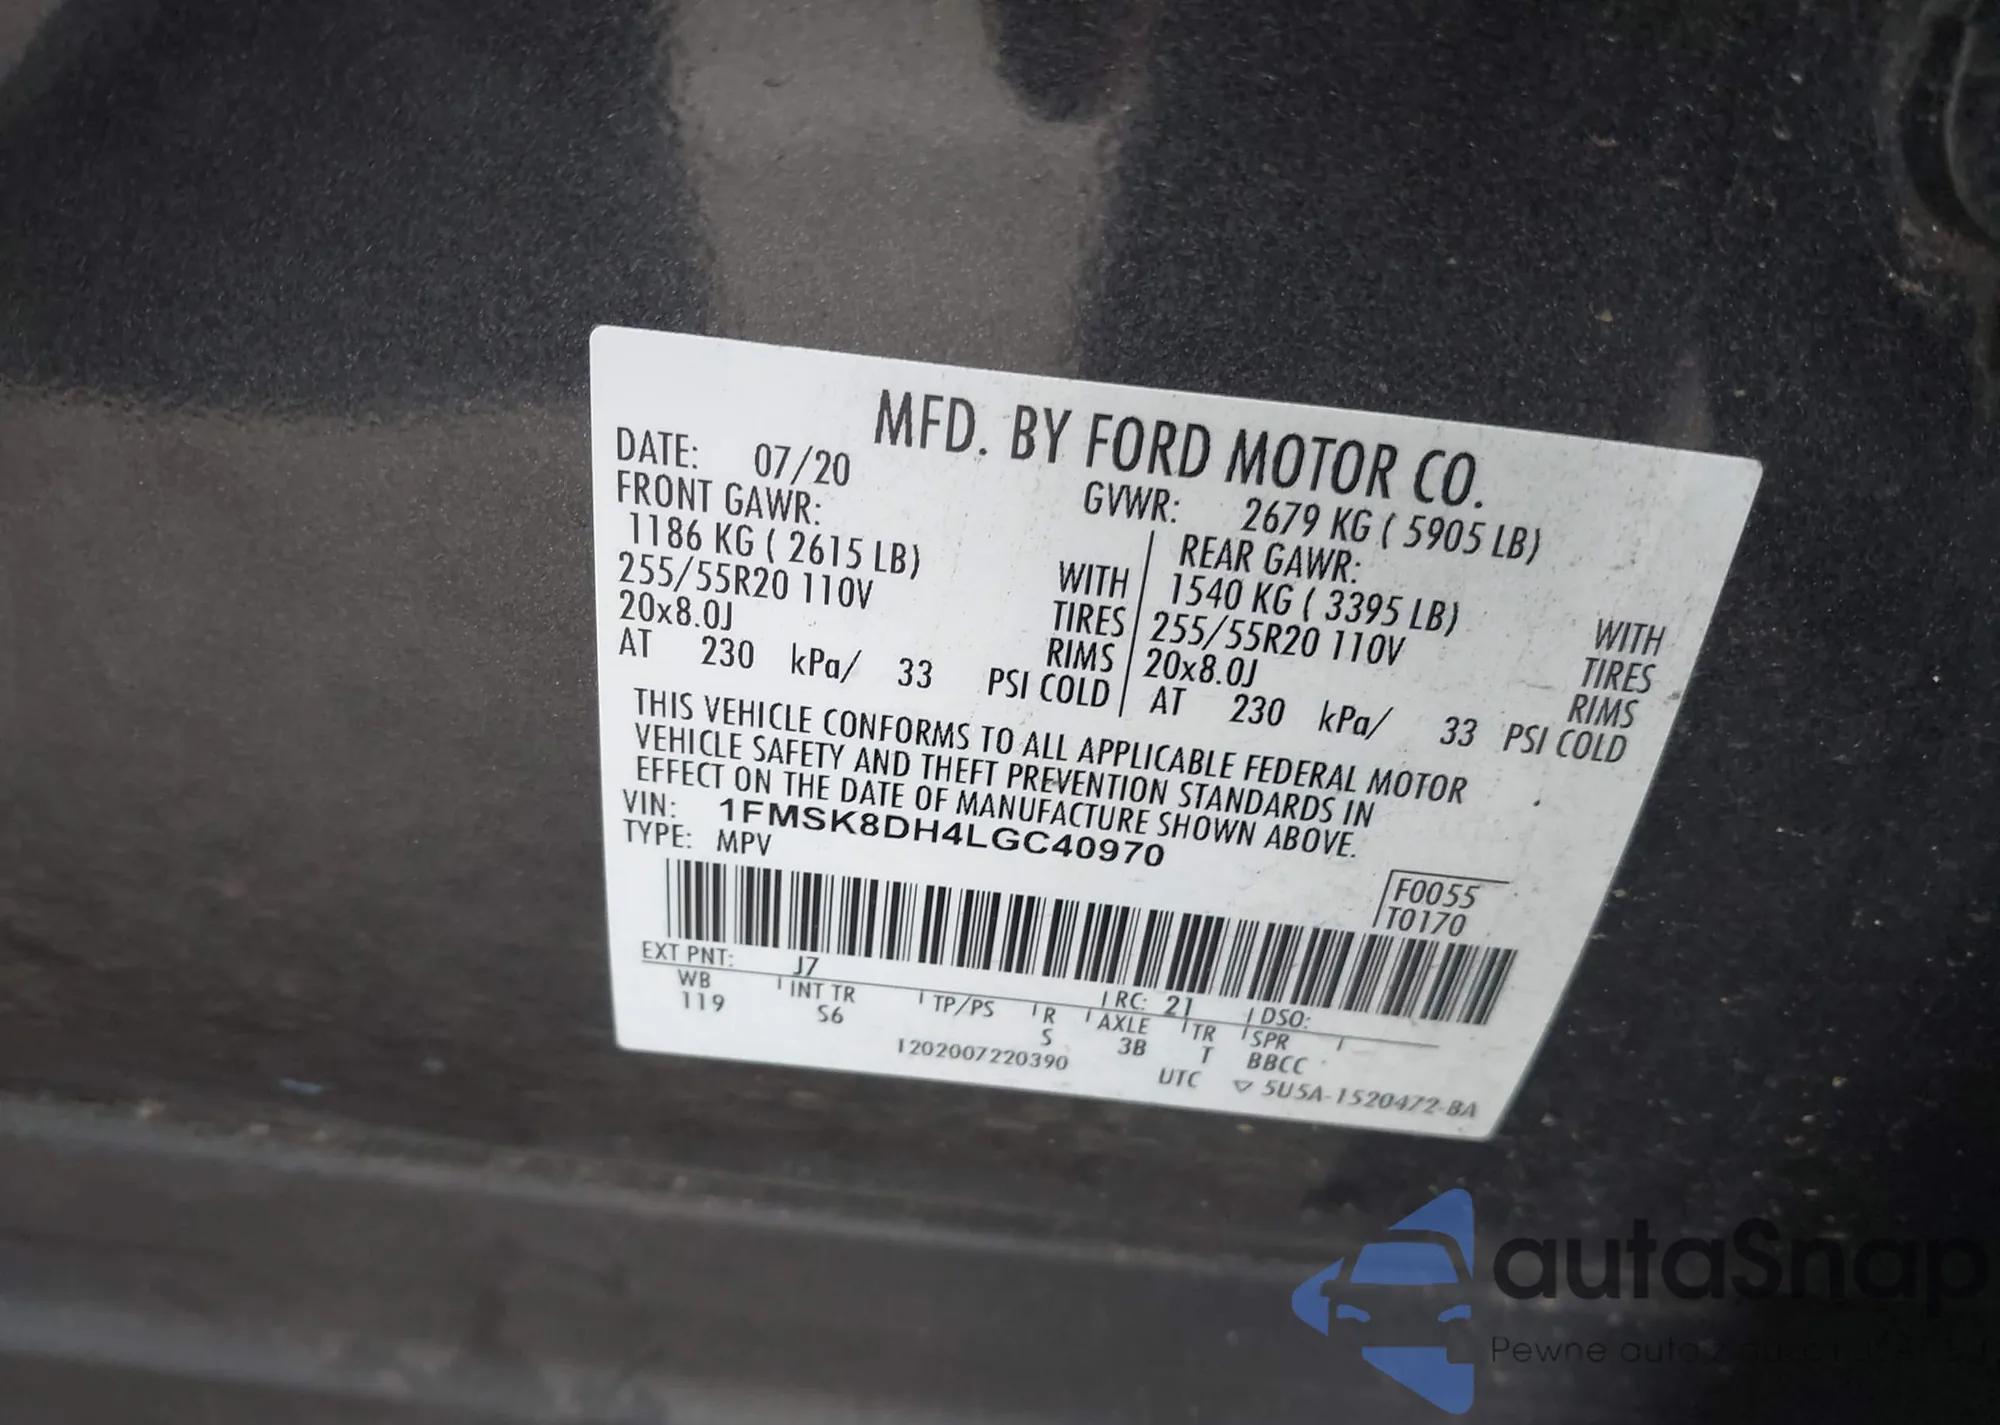 MFD. BY FORD MOTOR CO.
DATE: 07/20 GVWR: 2679 KG ( 5905 LB)
FRONT GAWR: REAR GAWR:
1186 KG ( 2615 LB) WITH 1540 KG ( 3395 LB) WITH
255/55R20 110V TIRES 255/55R20 110V TIRES
20x8.0J RIMS 20x8.0J RIMS
AT 230 kPa/ 33 PSI COLD AT 230 kPa/ 33 PSI COLD
THIS VEHICLE CONFORMS TO ALL APPLICABLE FEDERAL MOTOR
VEHICLE SAFETY AND THEFT PREVENTION STANDARDS IN
EFFECT ON THE DATE OF MANUFACTURE SHOWN ABOVE.
VIN: 1FMSK8DH4LGC40970
TYPE: MPV
F0055
T0170
EXT PNT: J7 RC: 21 DSO:
WB INT TR TP/PS R AXLE TR SPR
119 S6 S 3B T BBCC
1202007220390
UTC ▽ 5U5A-1520472-BA
autaSnap
Pewne auto z